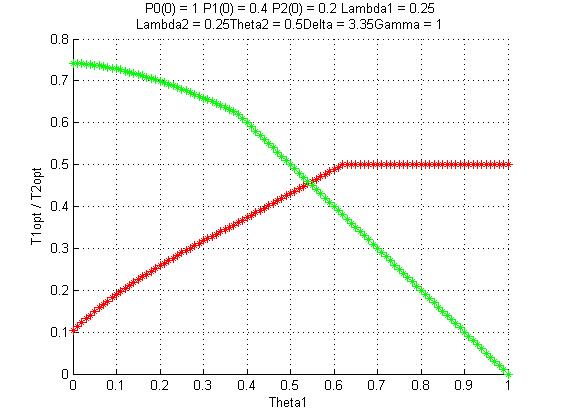 P0(0) = 1 P1(0) = 0.4 P2(0) = 0.2 Lambda1 = 0.25
Lambda2 = 0.25Theta2 = 0.5Delta = 3.35Gamma = 1
0.8
0.7
0.6
0.5
0.4
0.3
0.2
0.1
0
T1opt / T2opt
0 0.1 0.2 0.3 0.4 0.5 0.6 0.7 0.8 0.9 1
Theta1